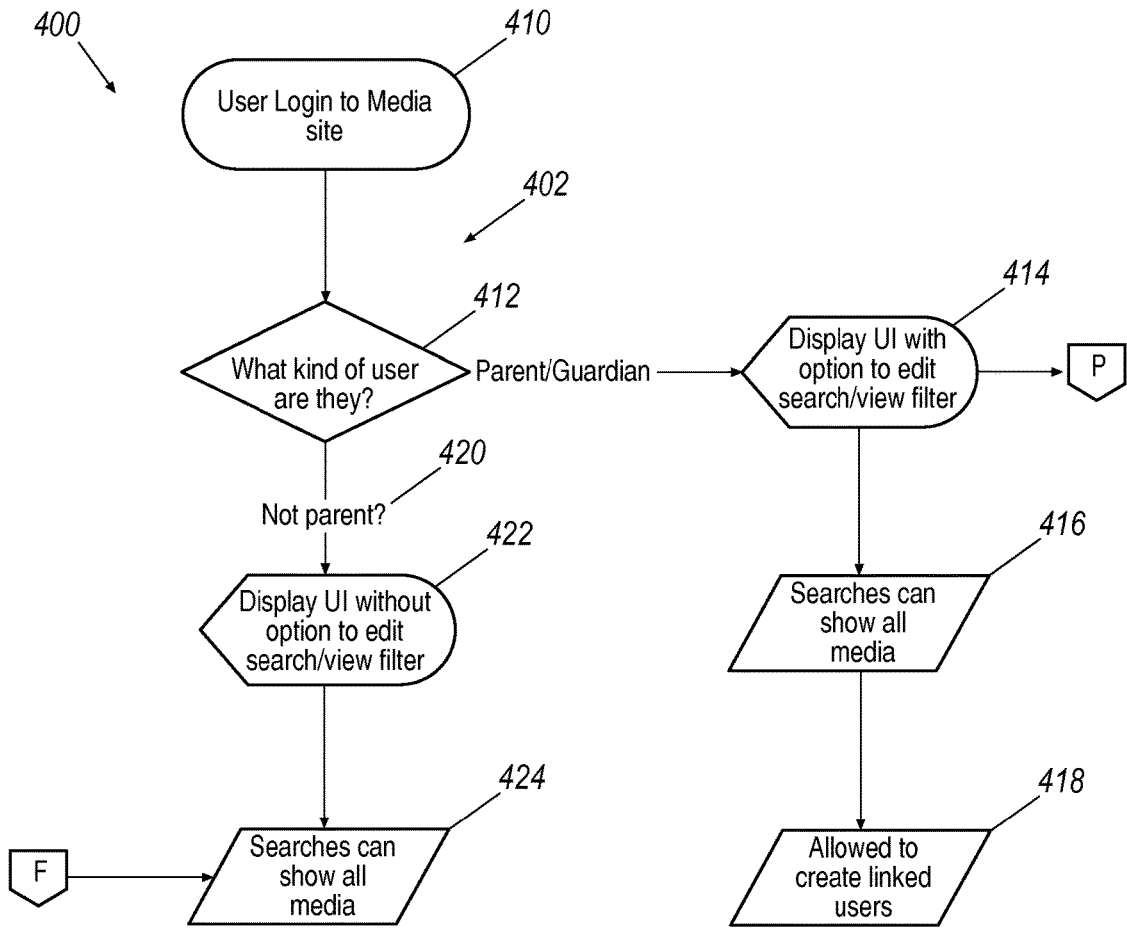 400
410
User Login to Media
site
402
412
What kind of user
are they?
Parent/Guardian
414
Display UI with
option to edit
search/view filter
P
420
Not parent?
422
Display UI without
option to edit
search/view filter
416
Searches can
show all
media
424
Searches can
show all
media
F
418
Allowed to
create linked
users